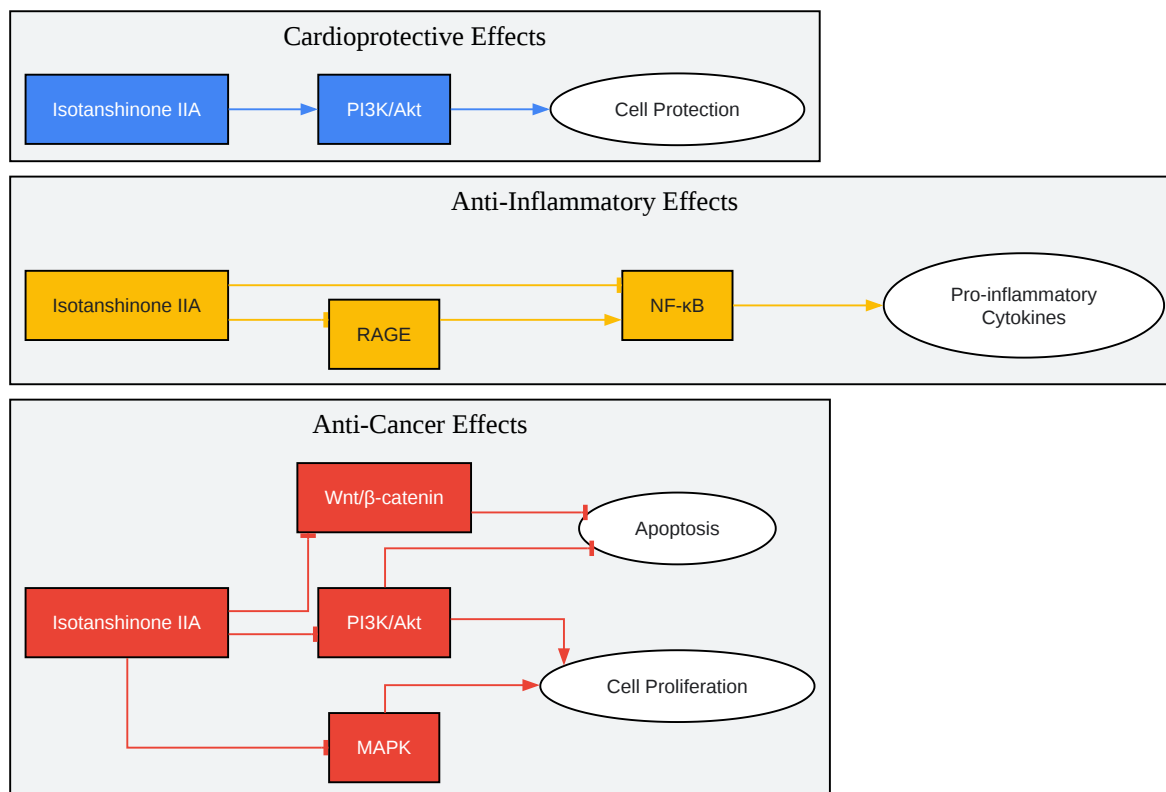 Cardioprotective Effects
Isotanshinone IIA
PI3K/Akt
Cell Protection
Anti-Inflammatory Effects
Isotanshinone IIA
RAGE
NF-κB
Pro-inflammatory
Cytokines
Anti-Cancer Effects
Wnt/β-catenin
Apoptosis
Isotanshinone IIA
PI3K/Akt
Cell Proliferation
MAPK